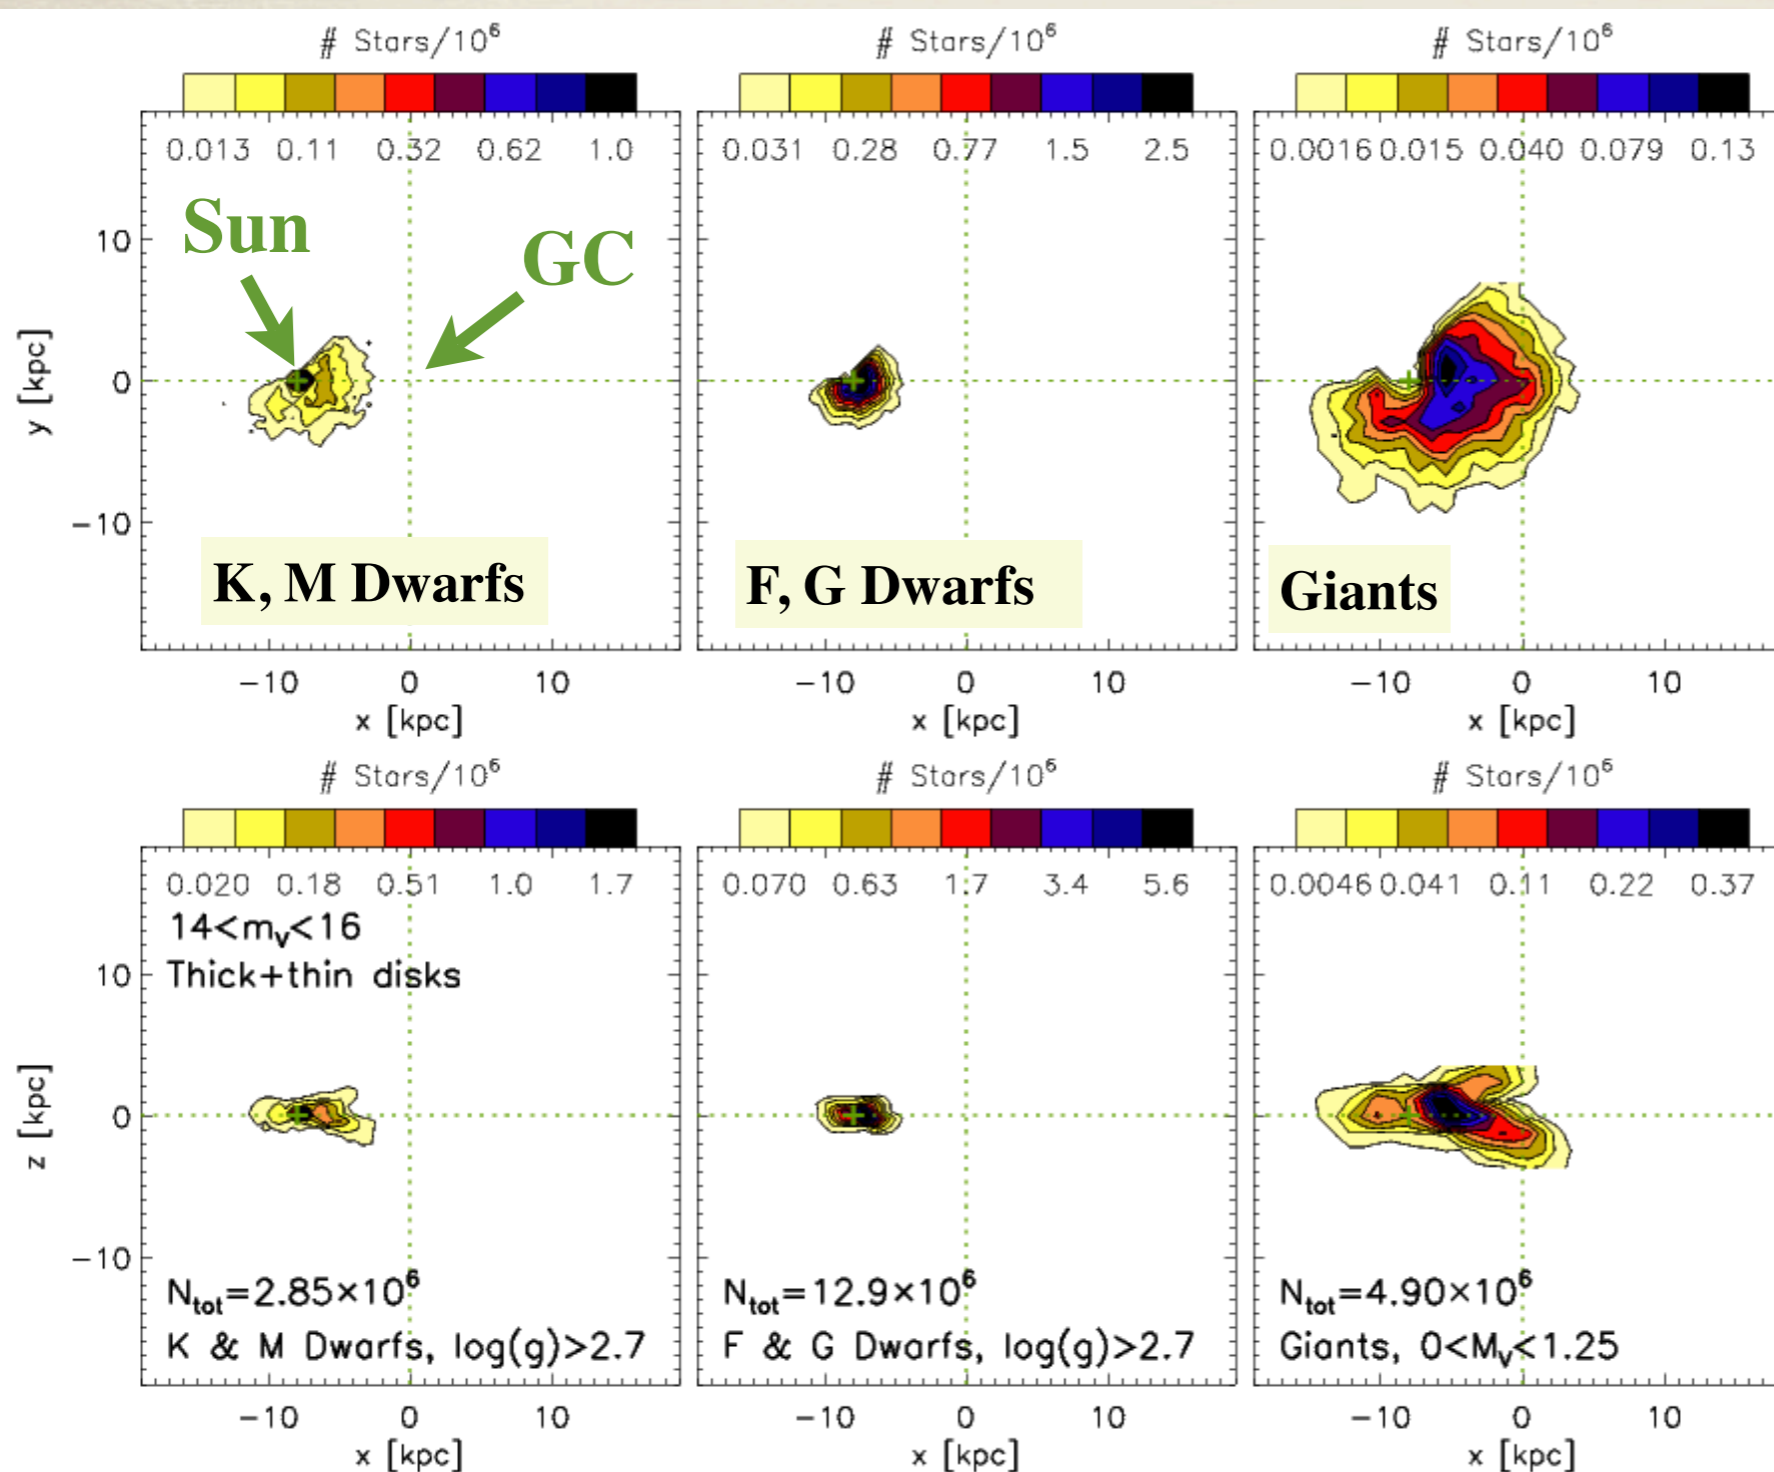 # Stars/10⁶ # Stars/10⁶ # Stars/10⁶
0.013 0.11 0.32 0.62 1.0
0.031 0.28 0.77 1.5 2.5
0.0016 0.015 0.040 0.079 0.13
Sun
GC
10
0
−10
y [kpc]
K, M Dwarfs
F, G Dwarfs
Giants
−10 0 10
−10 0 10
−10 0 10
x [kpc] x [kpc] x [kpc]
# Stars/10⁶ # Stars/10⁶ # Stars/10⁶
0.020 0.18 0.51 1.0 1.7
0.070 0.63 1.7 3.4 5.6
0.0046 0.041 0.11 0.22 0.37
14<mᵥ<16
Thick+thin disks
10
0
−10
z [kpc]
Nₜₒₜ=2.85×10⁶
K & M Dwarfs, log(g)>2.7
Nₜₒₜ=12.9×10⁶
F & G Dwarfs, log(g)>2.7
Nₜₒₜ=4.90×10⁶
Giants, 0<Mᵥ<1.25
−10 0 10
−10 0 10
−10 0 10
x [kpc] x [kpc] x [kpc]